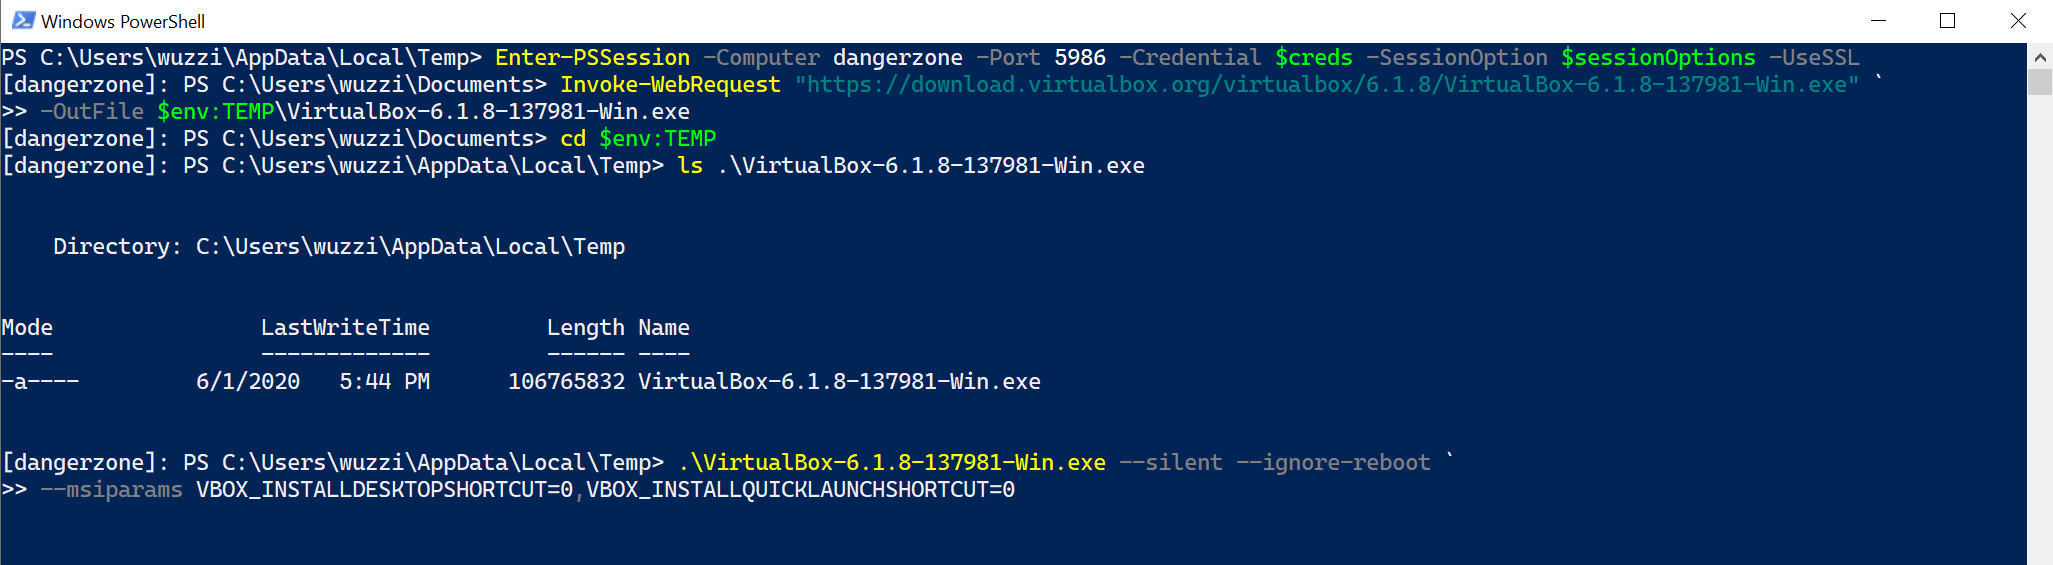 Windows PowerShell
PS C:\Users\wuzzi\AppData\Local\Temp> Enter-PSSession -Computer dangerzone -Port 5986 -Credential $creds -SessionOption $sessionOptions -UseSSL
[dangerzone]: PS C:\Users\wuzzi\Documents> Invoke-WebRequest "https://download.virtualbox.org/virtualbox/6.1.8/VirtualBox-6.1.8-137981-Win.exe" `
>> -OutFile $env:TEMP\VirtualBox-6.1.8-137981-Win.exe
[dangerzone]: PS C:\Users\wuzzi\Documents> cd $env:TEMP
[dangerzone]: PS C:\Users\wuzzi\AppData\Local\Temp> ls .\VirtualBox-6.1.8-137981-Win.exe
    Directory: C:\Users\wuzzi\AppData\Local\Temp
Mode                LastWriteTime         Length Name
----                -------------         ------ ----
-a----         6/1/2020   5:44 PM      106765832 VirtualBox-6.1.8-137981-Win.exe
[dangerzone]: PS C:\Users\wuzzi\AppData\Local\Temp> .\VirtualBox-6.1.8-137981-Win.exe --silent --ignore-reboot `
>> --msiparams VBOX_INSTALLDESKTOPSHORTCUT=0,VBOX_INSTALLQUICKLAUNCHSHORTCUT=0